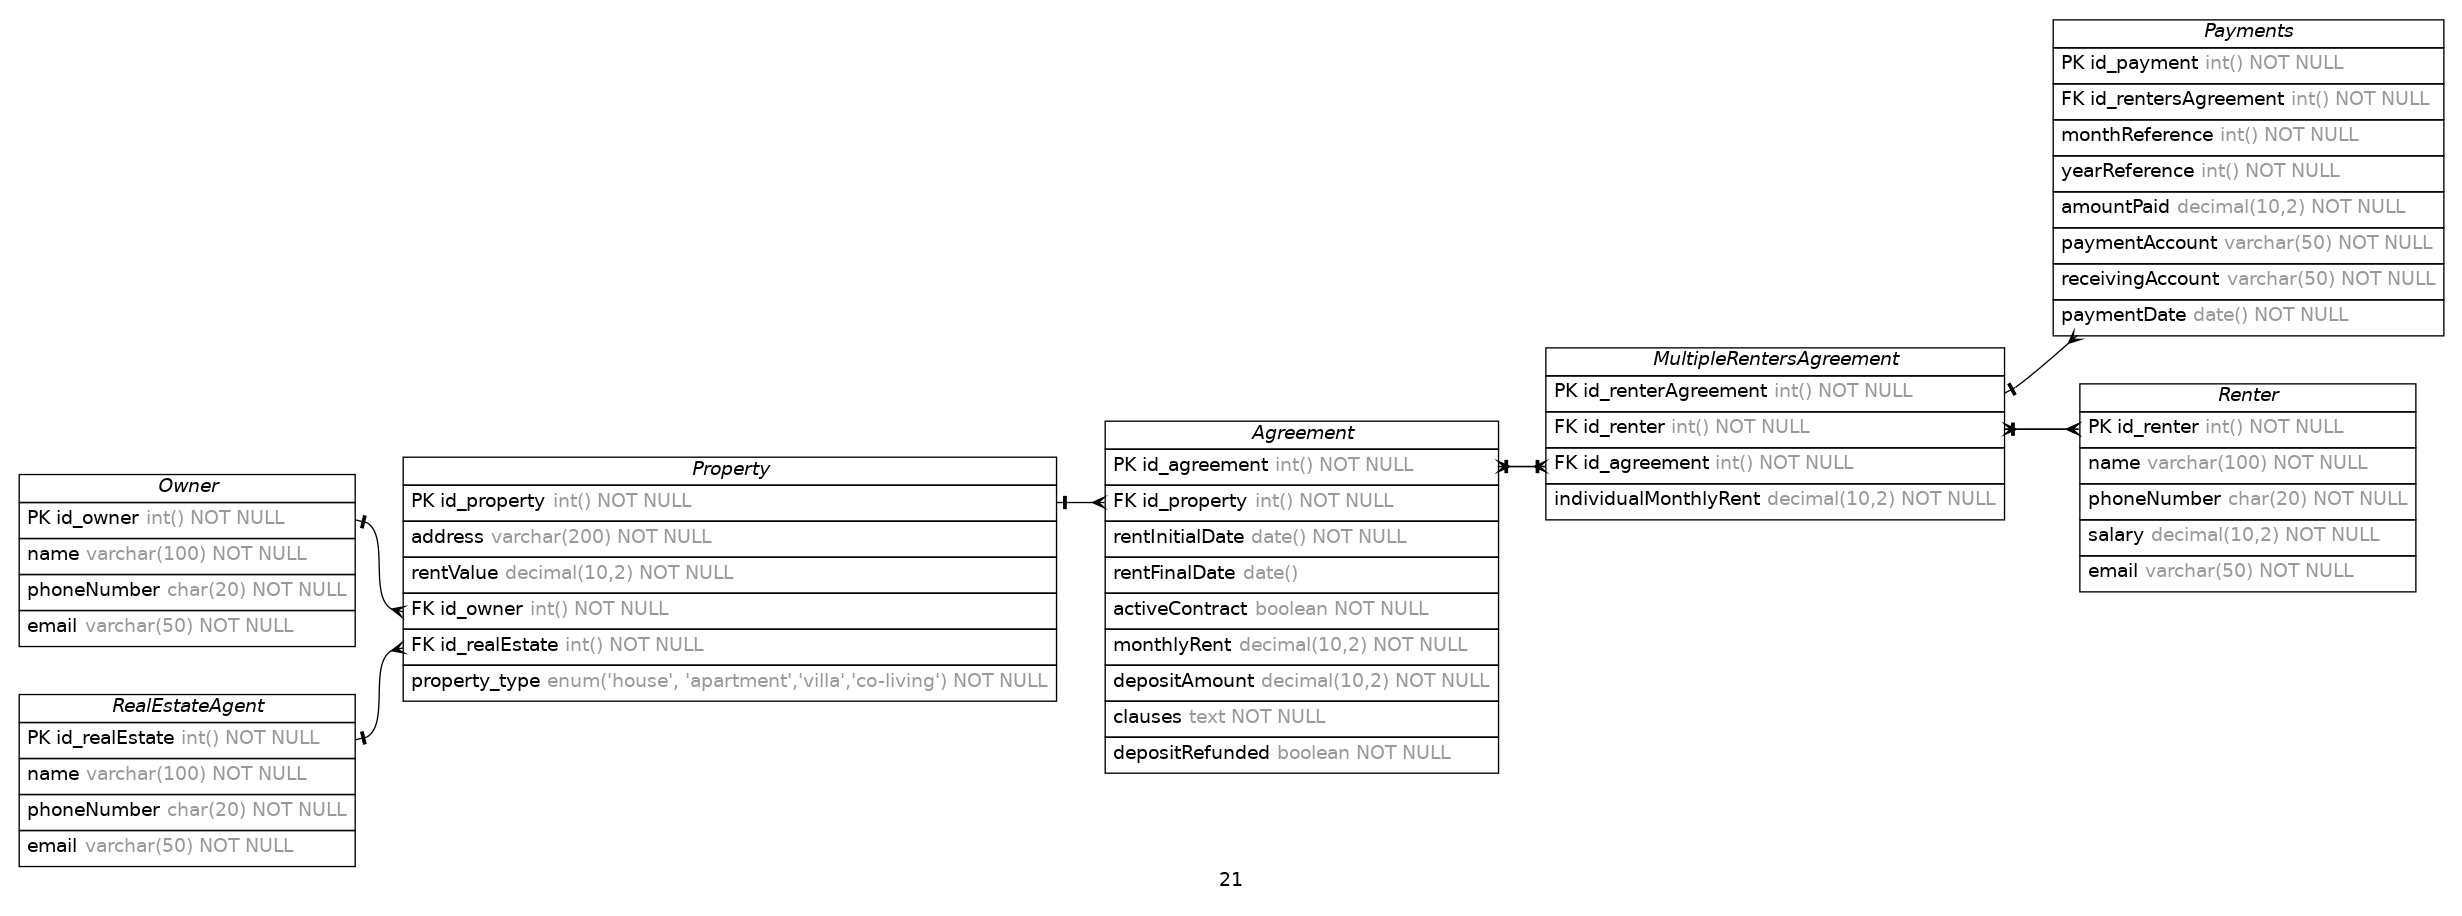 Owner
PK id_owner int() NOT NULL
name varchar(100) NOT NULL
phoneNumber char(20) NOT NULL
email varchar(50) NOT NULL
RealEstateAgent
PK id_realEstate int() NOT NULL
name varchar(100) NOT NULL
phoneNumber char(20) NOT NULL
email varchar(50) NOT NULL
Property
PK id_property int() NOT NULL
address varchar(200) NOT NULL
rentValue decimal(10,2) NOT NULL
FK id_owner int() NOT NULL
FK id_realEstate int() NOT NULL
property_type enum('house', 'apartment','villa','co-living') NOT NULL
Agreement
PK id_agreement int() NOT NULL
FK id_property int() NOT NULL
rentInitialDate date() NOT NULL
rentFinalDate date()
activeContract boolean NOT NULL
monthlyRent decimal(10,2) NOT NULL
depositAmount decimal(10,2) NOT NULL
clauses text NOT NULL
depositRefunded boolean NOT NULL
MultipleRentersAgreement
PK id_renterAgreement int() NOT NULL
FK id_renter int() NOT NULL
FK id_agreement int() NOT NULL
individualMonthlyRent decimal(10,2) NOT NULL
Payments
PK id_payment int() NOT NULL
FK id_rentersAgreement int() NOT NULL
monthReference int() NOT NULL
yearReference int() NOT NULL
amountPaid decimal(10,2) NOT NULL
paymentAccount varchar(50) NOT NULL
receivingAccount varchar(50) NOT NULL
paymentDate date() NOT NULL
Renter
PK id_renter int() NOT NULL
name varchar(100) NOT NULL
phoneNumber char(20) NOT NULL
salary decimal(10,2) NOT NULL
email varchar(50) NOT NULL
21